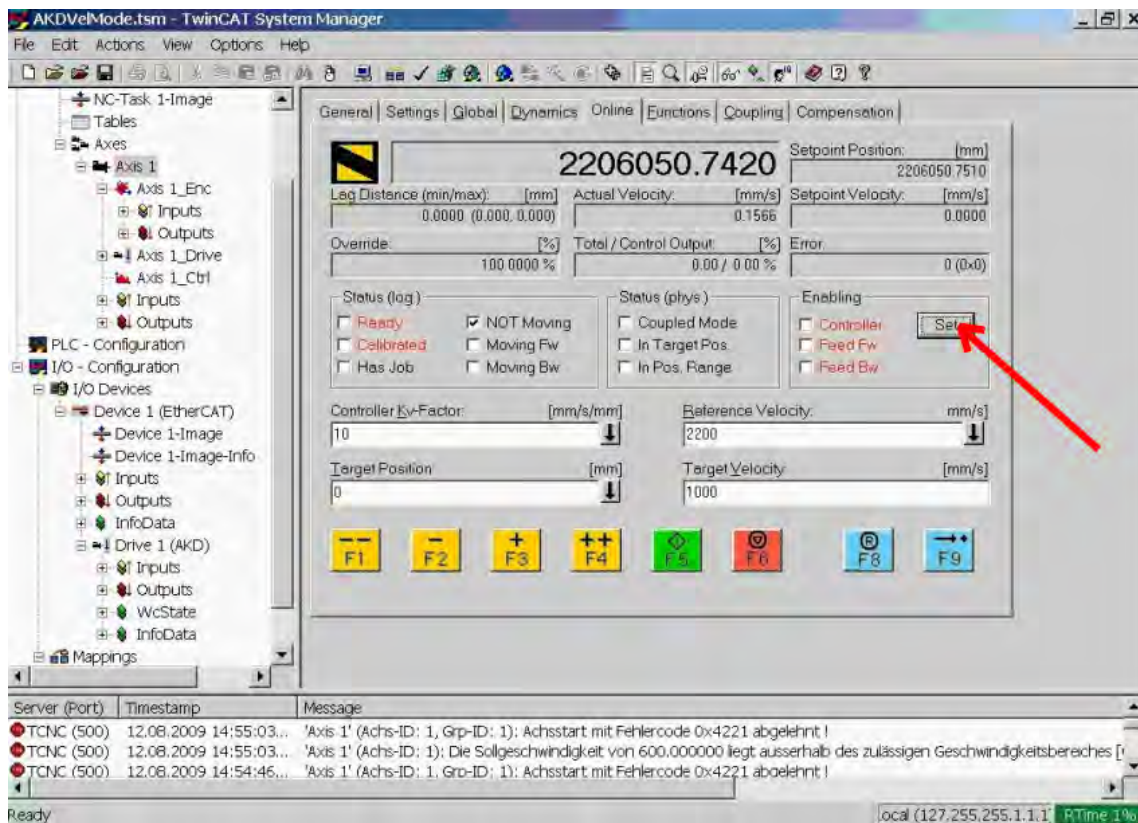 AKDVelMode.tsm - TwinCAT System Manager
File Edit Actions View Options Help
NC-Task 1-Image
Tables
Axes
Axis 1
Axis 1_Enc
Inputs
Outputs
Axis 1_Drive
Axis 1_Ctrl
Inputs
Outputs
PLC - Configuration
I/O - Configuration
I/O Devices
Device 1 (EtherCAT)
Device 1-Image
Device 1-Image-Info
Inputs
Outputs
InfoData
Drive 1 (AKD)
Inputs
Outputs
WcState
InfoData
Mappings
General Settings Global Dynamics Online Functions Coupling Compensation
2206050.7420
Setpoint Position: [mm]
2206050.7510
Lag Distance (min/max): [mm] Actual Velocity: [mm/s] Setpoint Velocity: [mm/s]
0.0000 (0.000, 0.000) 0.1566 0.0000
Override: [%] Total / Control Output: [%] Error:
100.0000 % 0.00 / 0.00 % 0 (0x0)
Status (log.) Status (phys.) Enabling
Ready NOT Moving Coupled Mode Controller Set
Calibrated Moving Fw In Target Pos. Feed Fw
Has Job Moving Bw In Pos. Range Feed Bw
Controller Kv-Factor: [mm/s/mm] Reference Velocity: mm/s]
10 2200
Target Position: [mm] Target Velocity: [mm/s]
0 1000
-- - + ++ R
F1 F2 F3 F4 F5 F6 F8 F9
Server (Port) Timestamp Message
TCNC (500) 12.08.2009 14:55:03... 'Axis 1' (Achs-ID: 1, Grp-ID: 1): Achsstart mit Fehlercode 0x4221 abgelehnt !
TCNC (500) 12.08.2009 14:55:03... 'Axis 1' (Achs-ID: 1, Grp-ID: 1): Die Sollgeschwindigkeit von 600.000000 liegt ausserhalb des zulässigen Geschwindigkeitsbereiches [
TCNC (500) 12.08.2009 14:54:46... 'Axis 1' (Achs-ID: 1, Grp-ID: 1): Achsstart mit Fehlercode 0x4221 abgelehnt !
Ready ocal (127.255.255.1.1.1 RTime 1%